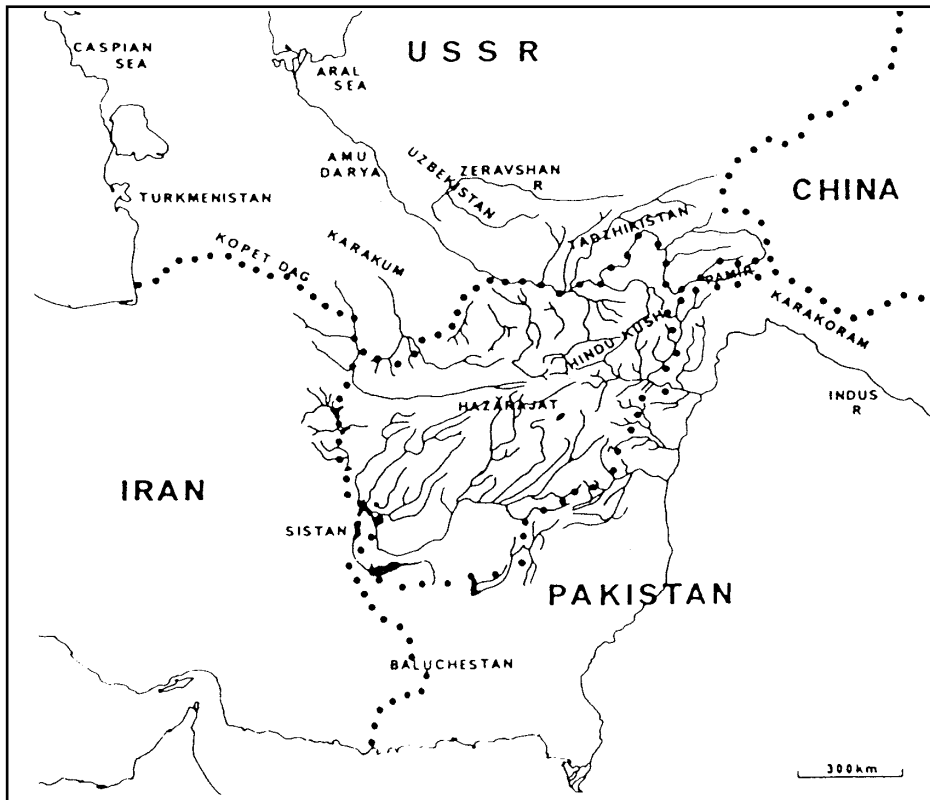 USSR
CASPIAN
SEA
ARAL
SEA
AMU
DARYA
UZBEKISTAN
ZERAVSHAN
R
CHINA
TURKMENISTAN
TADZHIKISTAN
KOPET DAG
KARAKUM
PAMIR
KARAKORAM
HINDU KUSH
INDUS
R
HAZARAJAT
IRAN
SISTAN
PAKISTAN
BALUCHESTAN
300km